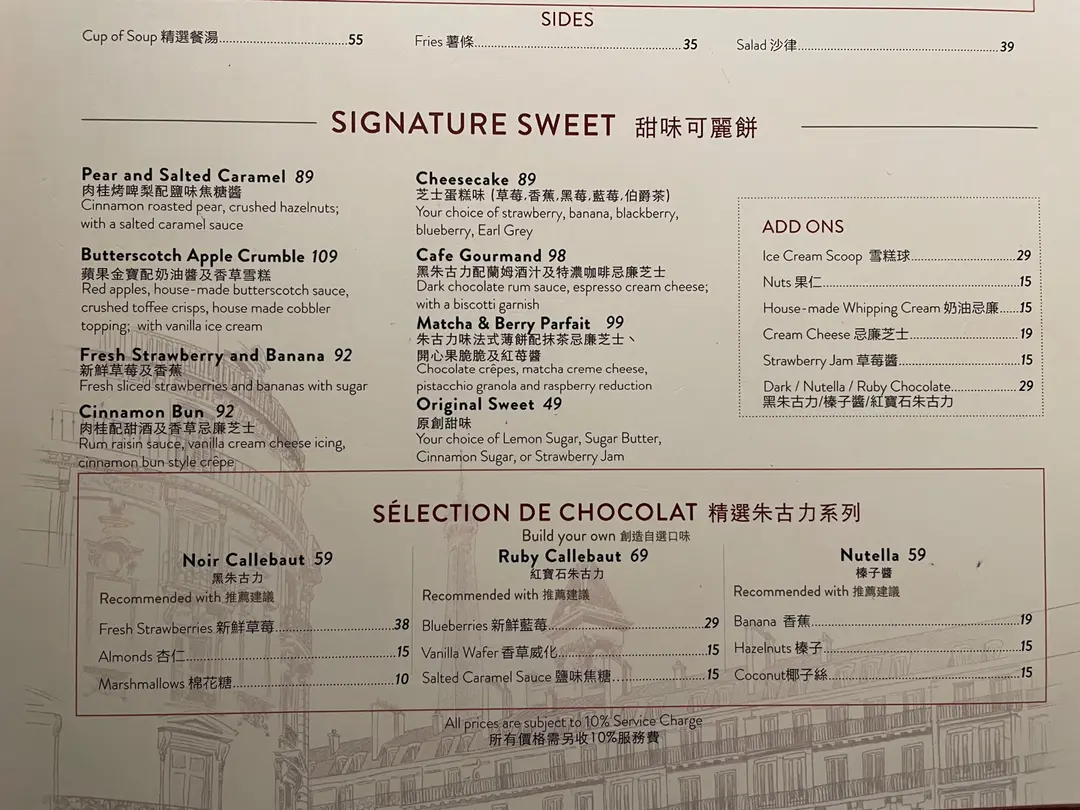 SIDES
Cup of Soup 精選餐湯 55
Fries 薯條 35
Salad 沙律 39
SIGNATURE SWEET 甜味可麗餅
Pear and Salted Caramel 89
肉桂烤啤梨配鹽味焦糖醬
Cinnamon roasted pear, crushed hazelnuts;
with a salted caramel sauce
Butterscotch Apple Crumble 109
蘋果金寶配奶油醬及香草雪糕
Red apples, house-made butterscotch sauce,
crushed toffee crisps, house made cobbler
topping; with vanilla ice cream
Fresh Strawberry and Banana 92
新鮮草莓及香蕉
Fresh sliced strawberries and bananas with sugar
Cinnamon Bun 92
肉桂配甜酒及香草忌廉芝士
Rum raisin sauce, vanilla cream cheese icing,
cinnamon bun style crêpe
Cheesecake 89
芝士蛋糕味 (草莓,香蕉,黑莓,藍莓,伯爵茶)
Your choice of strawberry, banana, blackberry,
blueberry, Earl Grey
Cafe Gourmand 98
黑朱古力配蘭姆酒汁及特濃咖啡忌廉芝士
Dark chocolate rum sauce, espresso cream cheese;
with a biscotti garnish
Matcha & Berry Parfait 99
朱古力味法式薄餅配抹茶忌廉芝士、
開心果脆脆及紅苺醬
Chocolate crêpes, matcha creme cheese,
pistacchio granola and raspberry reduction
Original Sweet 49
原創甜味
Your choice of Lemon Sugar, Sugar Butter,
Cinnamon Sugar, or Strawberry Jam
ADD ONS
Ice Cream Scoop 雪糕球 29
Nuts 果仁 15
House-made Whipping Cream 奶油忌廉 15
Cream Cheese 忌廉芝士 19
Strawberry Jam 草莓醬 15
Dark / Nutella / Ruby Chocolate 29
黑朱古力/榛子醬/紅寶石朱古力
SÉLECTION DE CHOCOLAT 精選朱古力系列
Build your own 創造自選口味
Noir Callebaut 59
黑朱古力
Recommended with 推薦建議
Fresh Strawberries 新鮮草莓 38
Almonds 杏仁 15
Marshmallows 棉花糖 10
Ruby Callebaut 69
紅寶石朱古力
Recommended with 推薦建議
Blueberries 新鮮藍莓 29
Vanilla Wafer 香草威化 15
Salted Caramel Sauce 鹽味焦糖 15
Nutella 59
榛子醬
Recommended with 推薦建議
Banana 香蕉 19
Hazelnuts 榛子 15
Coconut椰子絲 15
All prices are subject to 10% Service Charge
所有價格需另收10%服務費